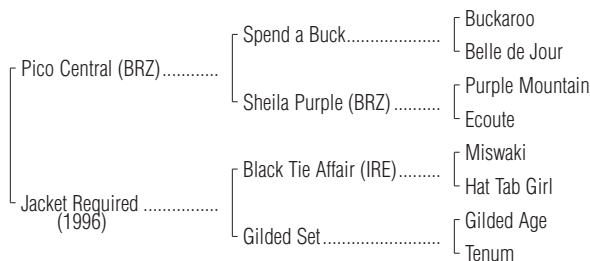 Buckaroo
Spend a Buck.....................
Belle de Jour
Pico Central (BRZ)............
Purple Mountain
Sheila Purple (BRZ) ..........
Ecoute
Miswaki
Black Tie Affair (IRE).........
Hat Tab Girl
Jacket Required ................
(1996)
Gilded Age
Gilded Set..........................
Tenum